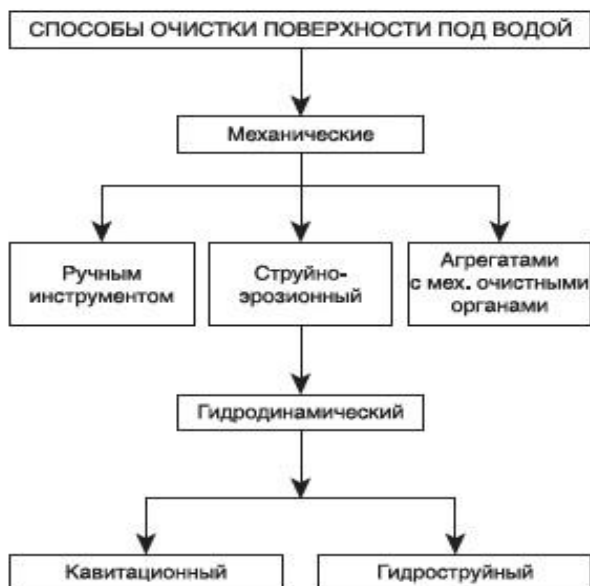 СПОСОБЫ ОЧИСТКИ ПОВЕРХНОСТИ ПОД ВОДОЙ
Механические
Ручным
инструментом
Струйно-
эрозионный
Агрегатами
с мех. очистными
органами
Гидродинамический
Кавитационный
Гидроструйный